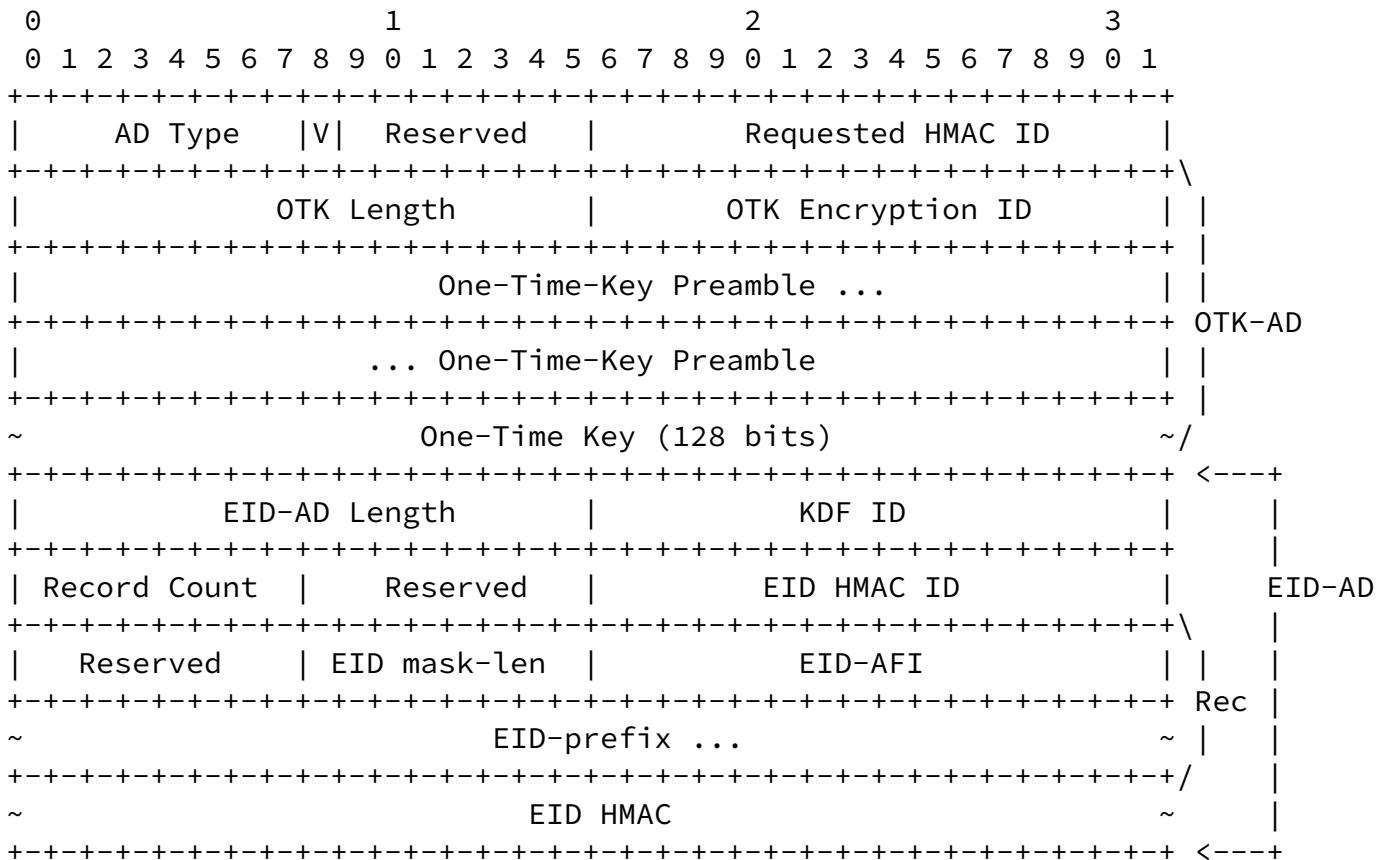 0                   1                   2                   3
 0 1 2 3 4 5 6 7 8 9 0 1 2 3 4 5 6 7 8 9 0 1 2 3 4 5 6 7 8 9 0 1
+-+-+-+-+-+-+-+-+-+-+-+-+-+-+-+-+-+-+-+-+-+-+-+-+-+-+-+-+-+-+-+-+
|     AD Type   |V|  Reserved   |        Requested HMAC ID      |
+-+-+-+-+-+-+-+-+-+-+-+-+-+-+-+-+-+-+-+-+-+-+-+-+-+-+-+-+-+-+-+-+\
|              OTK Length       |       OTK Encryption ID       | |
+-+-+-+-+-+-+-+-+-+-+-+-+-+-+-+-+-+-+-+-+-+-+-+-+-+-+-+-+-+-+-+-+ |
|                       One-Time-Key Preamble ...               | |
+-+-+-+-+-+-+-+-+-+-+-+-+-+-+-+-+-+-+-+-+-+-+-+-+-+-+-+-+-+-+-+-+ OTK-AD
|                   ... One-Time-Key Preamble                   | |
+-+-+-+-+-+-+-+-+-+-+-+-+-+-+-+-+-+-+-+-+-+-+-+-+-+-+-+-+-+-+-+-+ |
~                      One-Time Key (128 bits)                  ~/
+-+-+-+-+-+-+-+-+-+-+-+-+-+-+-+-+-+-+-+-+-+-+-+-+-+-+-+-+-+-+-+-+ <---+
|           EID-AD Length       |           KDF ID              |     |
+-+-+-+-+-+-+-+-+-+-+-+-+-+-+-+-+-+-+-+-+-+-+-+-+-+-+-+-+-+-+-+-+     |
| Record Count  |    Reserved   |         EID HMAC ID           |     EID-AD
+-+-+-+-+-+-+-+-+-+-+-+-+-+-+-+-+-+-+-+-+-+-+-+-+-+-+-+-+-+-+-+-+\    |
|   Reserved    | EID mask-len  |           EID-AFI             | |   |
+-+-+-+-+-+-+-+-+-+-+-+-+-+-+-+-+-+-+-+-+-+-+-+-+-+-+-+-+-+-+-+-+ Rec |
~                          EID-prefix ...                       ~ |   |
+-+-+-+-+-+-+-+-+-+-+-+-+-+-+-+-+-+-+-+-+-+-+-+-+-+-+-+-+-+-+-+-+/    |
~                            EID HMAC                           ~     |
+-+-+-+-+-+-+-+-+-+-+-+-+-+-+-+-+-+-+-+-+-+-+-+-+-+-+-+-+-+-+-+-+ <---+